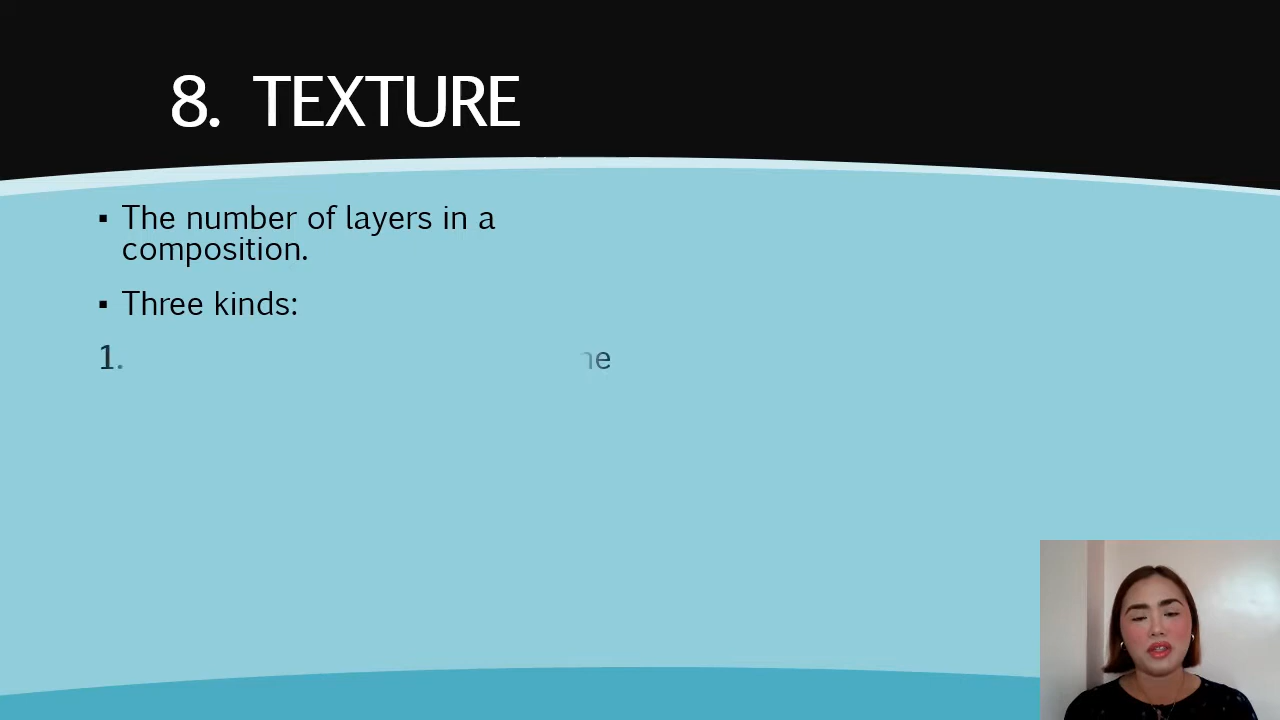 8. TEXTURE
▪ The number of layers in a
composition.
▪ Three kinds:
1.